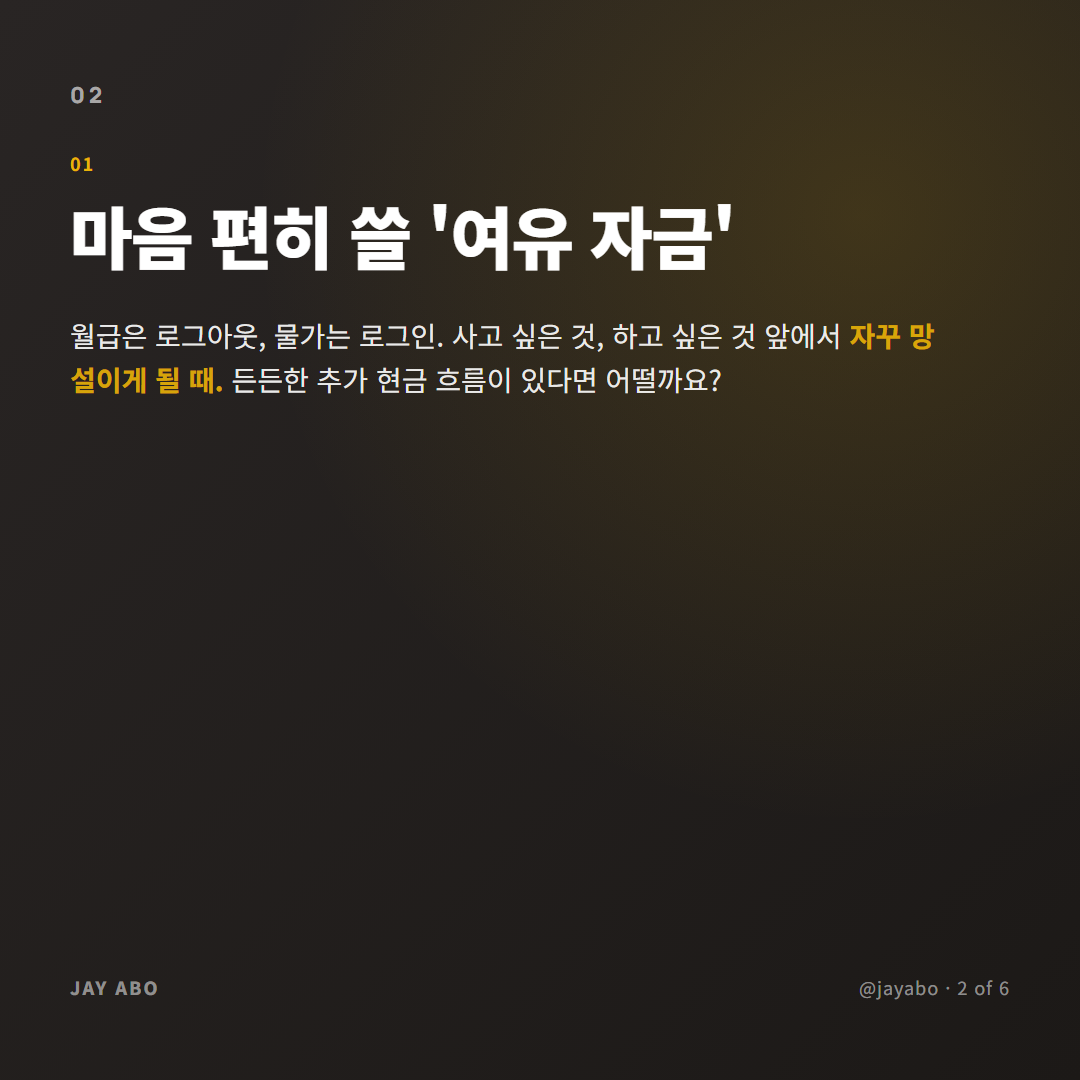 02
01
마음 편히 쓸 '여유 자금'
월급은 로그아웃, 물가는 로그인. 사고 싶은 것, 하고 싶은 것 앞에서 자꾸 망
설이게 될 때. 든든한 추가 현금 흐름이 있다면 어떨까요?
JAY ABO
@jayabo · 2 of 6